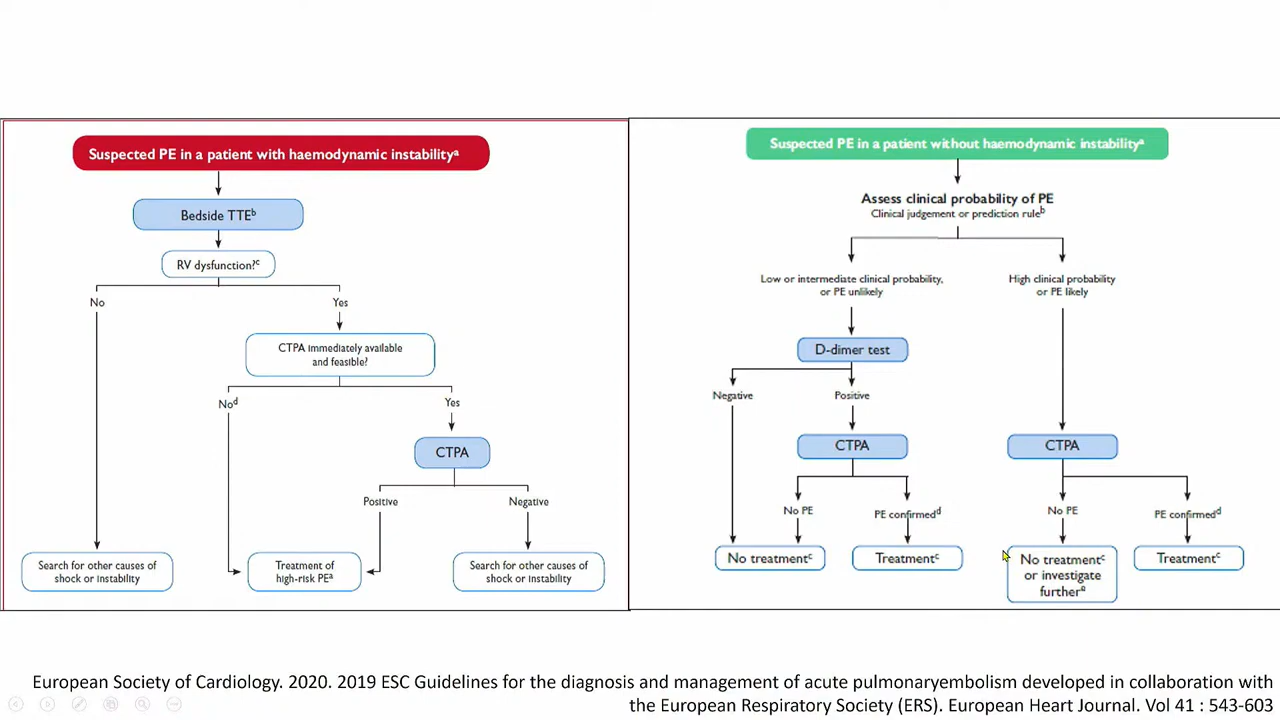 Suspected PE in a patient with haemodynamic instabilityᵃ
Bedside TTEᵇ
RV dysfunction?ᶜ
No
Yes
CTPA immediately available
and feasible?
Noᵈ
Yes
CTPA
Positive
Negative
Search for other causes of
shock or instability
Treatment of
high-risk PEᵃ
Search for other causes of
shock or instability
Suspected PE in a patient without haemodynamic instabilityᵃ
Assess clinical probability of PE
Clinical judgement or prediction ruleᵇ
Low or intermediate clinical probability,
or PE unlikely
High clinical probability
or PE likely
D-dimer test
Negative
Positive
CTPA
CTPA
No PE
PE confirmedᵈ
No PE
PE confirmedᵈ
No treatmentᶜ
Treatmentᶜ
No treatmentᶜ
or investigate
furtherᵉ
Treatmentᶜ
European Society of Cardiology. 2020. 2019 ESC Guidelines for the diagnosis and management of acute pulmonaryembolism developed in collaboration with
the European Respiratory Society (ERS). European Heart Journal. Vol 41 : 543-603